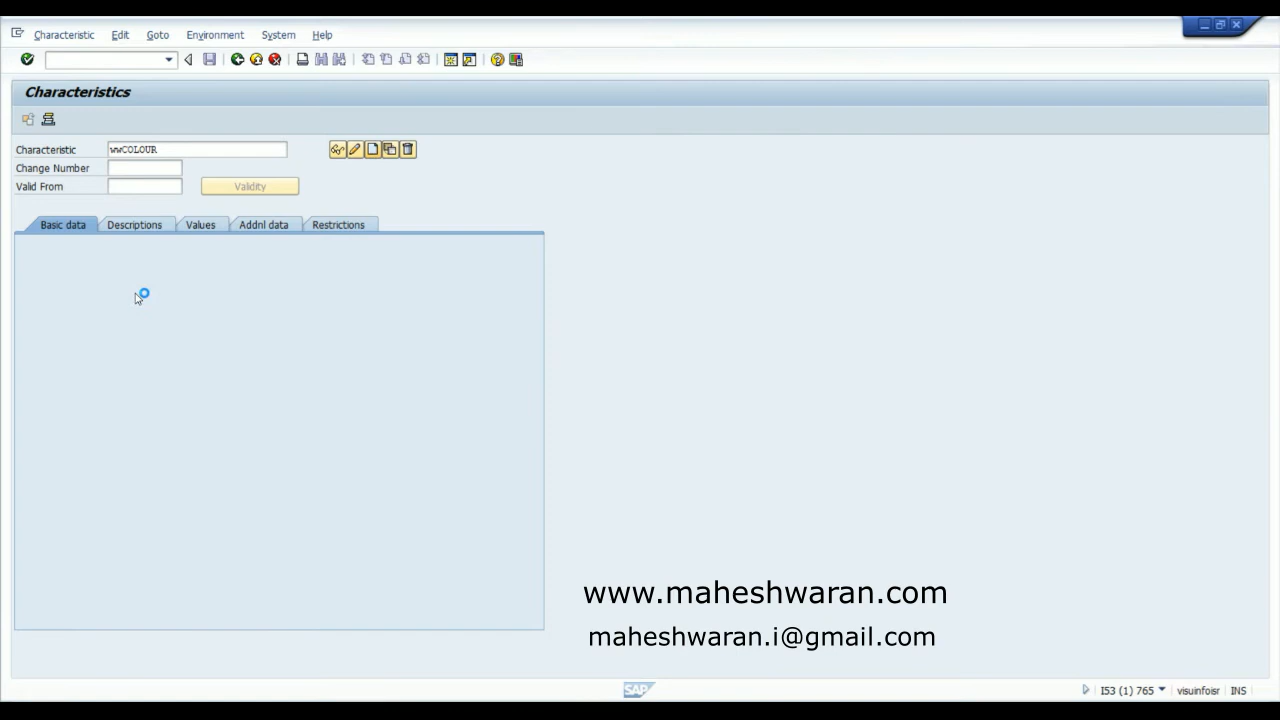 Characteristic Edit Goto Environment System Help
Characteristics
Characteristic wwCOLOUR
Change Number
Valid From Validity
Basic data Descriptions Values Addnl data Restrictions
www.maheshwaran.com
maheshwaran.i@gmail.com
SAP I53 (1) 765 visuinfoisr INS